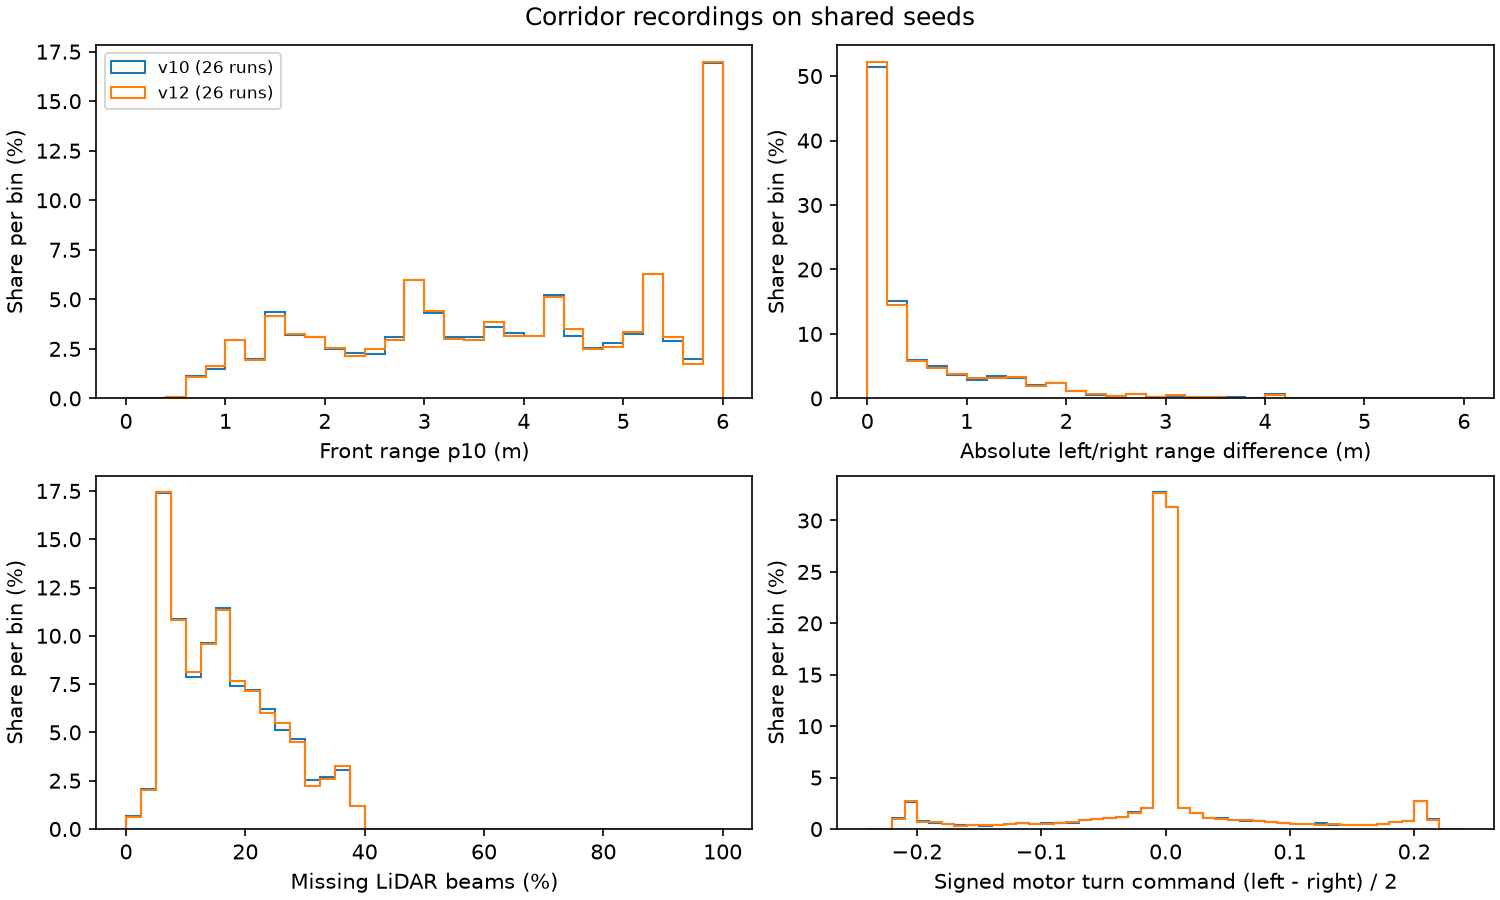 Corridor recordings on shared seeds
17.5
15.0
12.5
10.0
7.5
5.0
2.5
0.0
Share per bin (%)
v10 (26 runs)
v12 (26 runs)
0 1 2 3 4 5 6
Front range p10 (m)
50
40
30
20
10
0
Share per bin (%)
0 1 2 3 4 5 6
Absolute left/right range difference (m)
17.5
15.0
12.5
10.0
7.5
5.0
2.5
0.0
Share per bin (%)
0 20 40 60 80 100
Missing LiDAR beams (%)
30
25
20
15
10
5
0
Share per bin (%)
−0.2 −0.1 0.0 0.1 0.2
Signed motor turn command (left - right) / 2